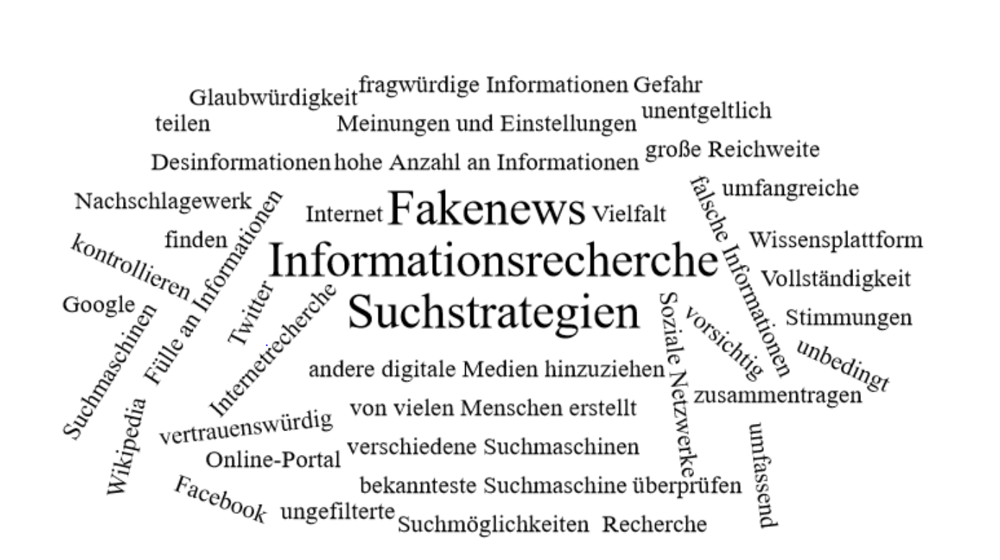 fragwürdige Informationen Gefahr
Glaubwürdigkeit
unentgeltlich
teilen
Meinungen und Einstellungen
große Reichweite
Desinformationen
hohe Anzahl an Informationen
umfangreiche
Nachschlagewerk
Internet
Fakenews
Vielfalt
falsche Informationen
finden
Wissensplattform
kontrollieren
Fülle an Informationen
Informationsrecherche
Vollständigkeit
Google
Twitter
Suchstrategien
Stimmungen
Suchmaschinen
Internetrecherche
Soziale Netzwerke
vorsichtig
unbedingt
andere digitale Medien hinzuziehen
zusammentragen
von vielen Menschen erstellt
Wikipedia
vertrauenswürdig
verschiedene Suchmaschinen
umfassend
Online-Portal
bekannteste Suchmaschine überprüfen
Facebook
ungefilterte
Suchmöglichkeiten Recherche